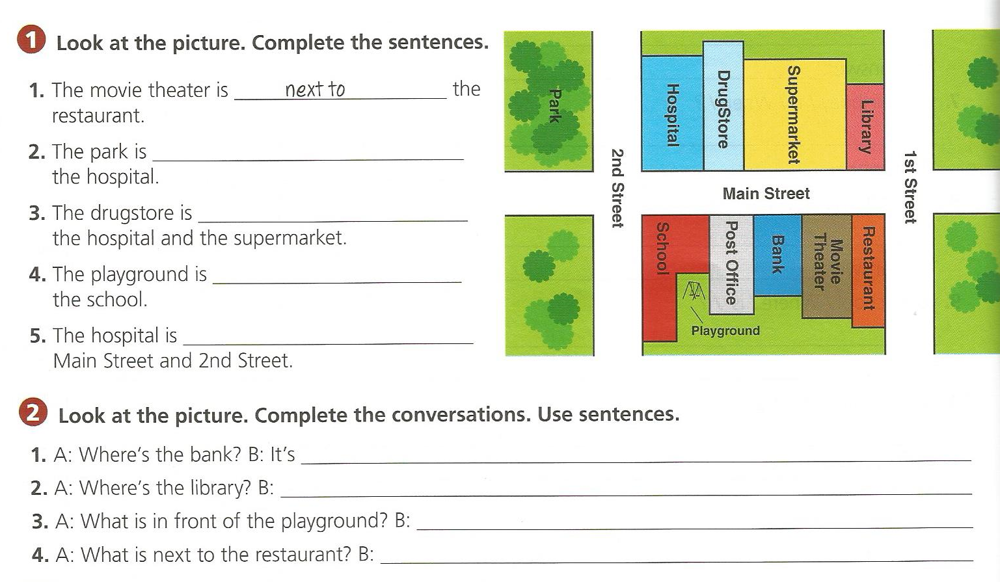 1 Look at the picture. Complete the sentences.
1. The movie theater is next to the
restaurant.
2. The park is
the hospital.
3. The drugstore is
the hospital and the supermarket.
4. The playground is
the school.
5. The hospital is
Main Street and 2nd Street.
Park
2nd Street
Hospital
DrugStore
Supermarket
Library
1st Street
Main Street
School
Post Office
Bank
Movie
Theater
Restaurant
Playground
2 Look at the picture. Complete the conversations. Use sentences.
1. A: Where's the bank? B: It's
2. A: Where's the library? B:
3. A: What is in front of the playground? B:
4. A: What is next to the restaurant? B: